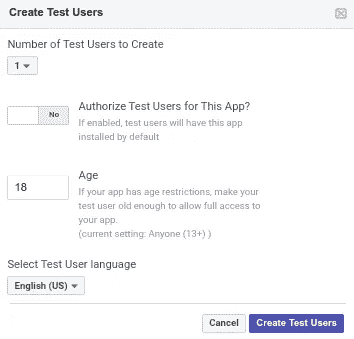 Create Test Users
Number of Test Users to Create
1
No
Authorize Test Users for This App?
If enabled, test users will have this app
installed by default
18
Age
If your app has age restrictions, make your
test user old enough to allow full access to
your app.
(current setting: Anyone (13+) )
Select Test User language
English (US)
Cancel
Create Test Users